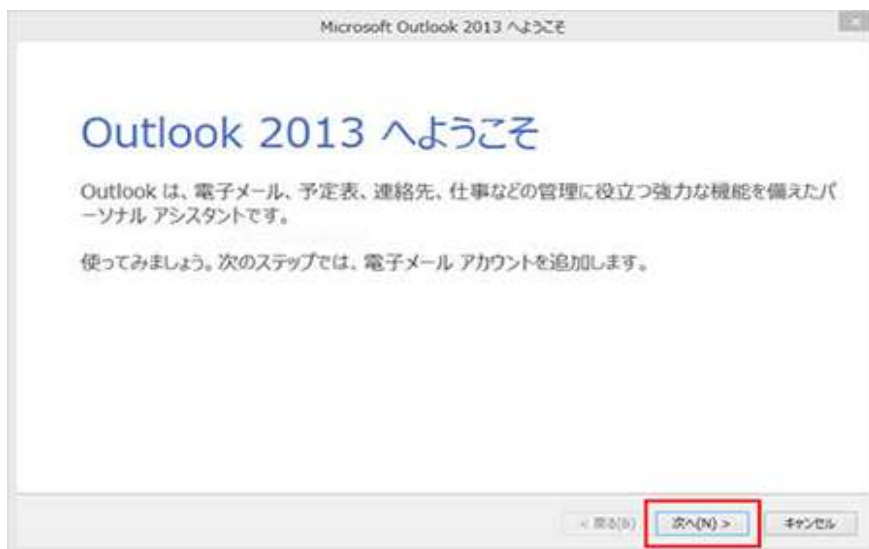 Microsoft Outlook 2013 へようこそ
Outlook 2013 へようこそ
Outlook は、電子メール、予定表、連絡先、仕事などの管理に役立つ強力な機能を備えたパ
ーソナル アシスタントです。
使ってみましょう。次のステップでは、電子メール アカウントを追加します。
< 戻る(B) 次へ(N) > キャンセル